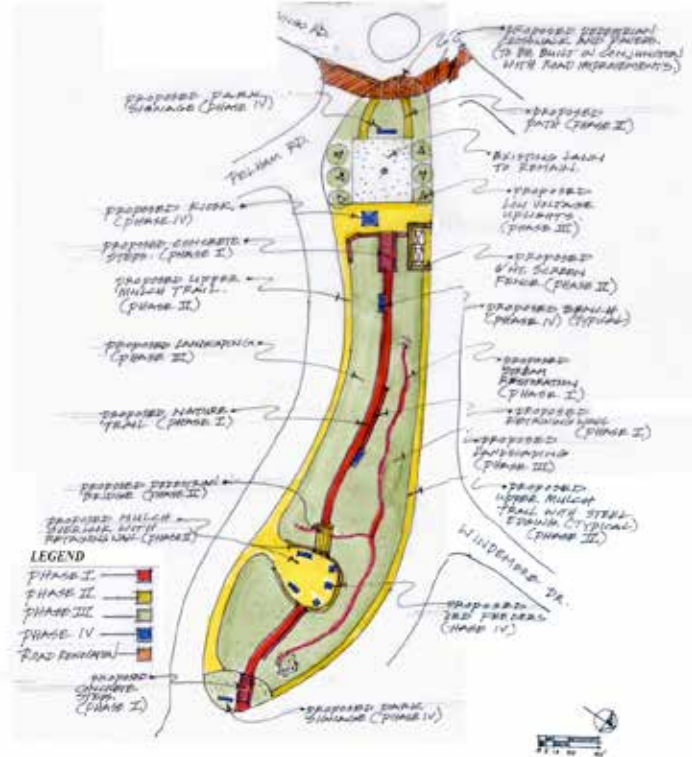 PROPOSED PEDESTRIAN
CROSSWALK AND PAVERS.
(TO BE BUILT IN CONJUNCTION
WITH ROAD IMPROVEMENTS)
PROPOSED PARK
SIGNAGE (PHASE IV)
PROPOSED
PATH (PHASE II)
PELHAM RD.
EXISTING LAWN
TO REMAIN
PROPOSED KIOSK
(PHASE IV)
PROPOSED
LOW VOLTAGE
UPLIGHTS
(PHASE III)
PROPOSED CONCRETE
STEPS. (PHASE I)
PROPOSED UPPER
MULCH TRAIL.
(PHASE II)
PROPOSED
6' HT. SCREEN
FENCE (PHASE II)
PROPOSED BENCH
(PHASE IV) (TYPICAL)
PROPOSED LANDSCAPING
(PHASE III)
PROPOSED
STREAM
RESTORATION
(PHASE I)
PROPOSED NATURE
TRAIL (PHASE I)
PROPOSED
RETAINING WALL
(PHASE I)
PROPOSED
LANDSCAPING
(PHASE III)
PROPOSED PEDESTRIAN
BRIDGE (PHASE II)
PROPOSED
UPPER MULCH
TRAIL WITH STEEL
EDGING (TYPICAL)
(PHASE II)
PROPOSED MULCH
OVERLOOK WITH
RETAINING WALL (PHASE II)
WINDEMERE DR.
LEGEND
PHASE I
PHASE II
PHASE III
PHASE IV
ROAD RENOVATION
PROPOSED
FEEDERS
(PHASE IV)
PROPOSED
CONCRETE
STEPS
(PHASE I)
PROPOSED PARK
SIGNAGE (PHASE IV)